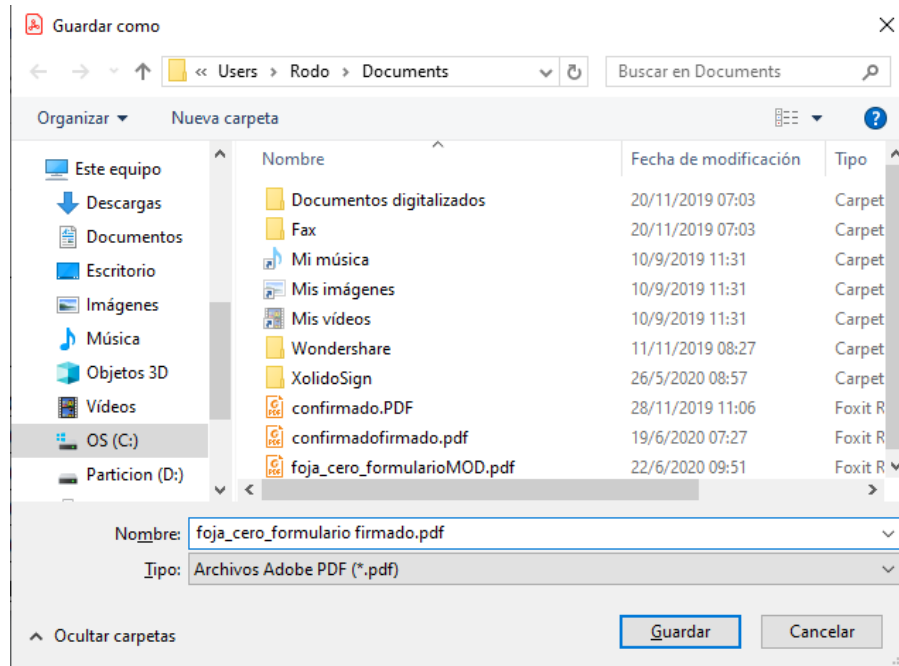 Guardar como
« Users › Rodo › Documents
Buscar en Documents
Organizar
Nueva carpeta
?
Este equipo
Descargas
Documentos
Escritorio
Imágenes
Música
Objetos 3D
Vídeos
OS (C:)
Particion (D:)
Nombre Fecha de modificación Tipo
Documentos digitalizados 20/11/2019 07:03 Carpet
Fax 20/11/2019 07:03 Carpet
Mi música 10/9/2019 11:31 Carpet
Mis imágenes 10/9/2019 11:31 Carpet
Mis vídeos 10/9/2019 11:31 Carpet
Wondershare 11/11/2019 08:27 Carpet
XolidoSign 26/5/2020 08:57 Carpet
confirmado.PDF 28/11/2019 11:06 Foxit R
confirmadofirmado.pdf 19/6/2020 07:27 Foxit R
foja_cero_formularioMOD.pdf 22/6/2020 09:51 Foxit R
Nombre: foja_cero_formulario firmado.pdf
Tipo: Archivos Adobe PDF (*.pdf)
Ocultar carpetas
Guardar
Cancelar